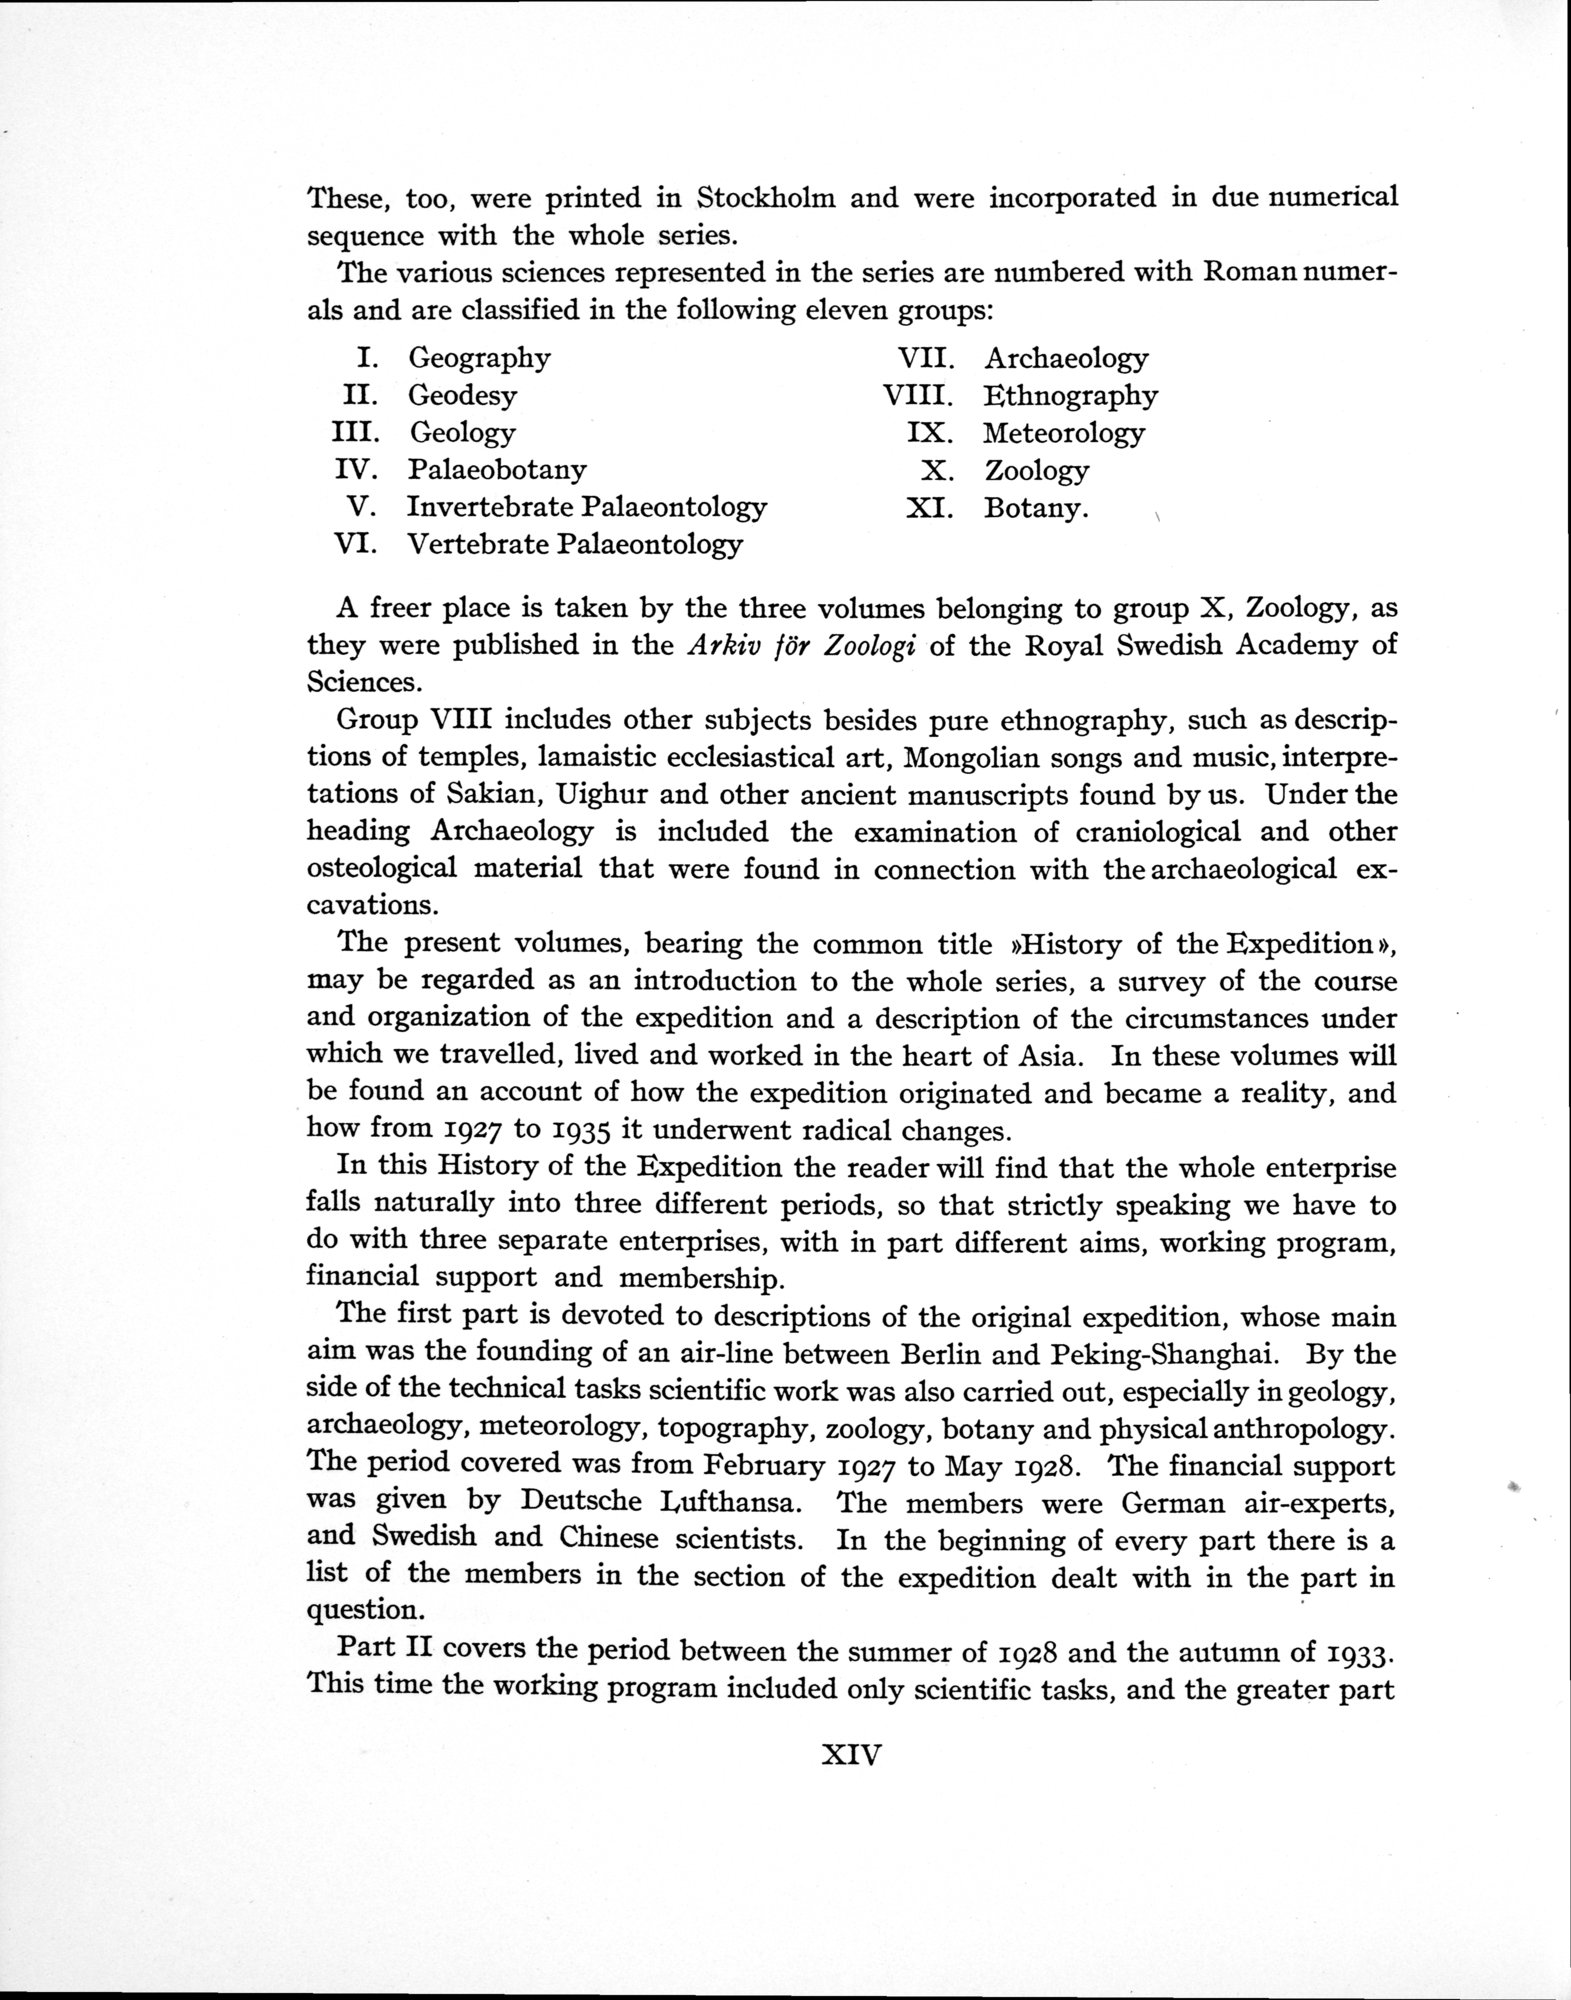 These, too, were printed in Stockholm and were incorporated in due numerical
sequence with the whole series.
The various sciences represented in the series are numbered with Roman numer-
als and are classified in the following eleven groups:
I. Geography
II. Geodesy
III. Geology
IV. Palaeobotany
V. Invertebrate Palaeontology
VI. Vertebrate Palaeontology
VII. Archaeology
VIII. Ethnography
IX. Meteorology
X. Zoology
XI. Botany.
A freer place is taken by the three volumes belonging to group X, Zoology, as
they were published in the Arkiv för Zoologi of the Royal Swedish Academy of
Sciences.
Group VIII includes other subjects besides pure ethnography, such as descrip-
tions of temples, lamaistic ecclesiastical art, Mongolian songs and music, interpre-
tations of Sakian, Uighur and other ancient manuscripts found by us. Under the
heading Archaeology is included the examination of craniological and other
osteological material that were found in connection with the archaeological ex-
cavations.
The present volumes, bearing the common title »History of the Expedition»,
may be regarded as an introduction to the whole series, a survey of the course
and organization of the expedition and a description of the circumstances under
which we travelled, lived and worked in the heart of Asia. In these volumes will
be found an account of how the expedition originated and became a reality, and
how from 1927 to 1935 it underwent radical changes.
In this History of the Expedition the reader will find that the whole enterprise
falls naturally into three different periods, so that strictly speaking we have to
do with three separate enterprises, with in part different aims, working program,
financial support and membership.
The first part is devoted to descriptions of the original expedition, whose main
aim was the founding of an air-line between Berlin and Peking-Shanghai. By the
side of the technical tasks scientific work was also carried out, especially in geology,
archaeology, meteorology, topography, zoology, botany and physical anthropology.
The period covered was from February 1927 to May 1928. The financial support
was given by Deutsche Lufthansa. The members were German air-experts,
and Swedish and Chinese scientists. In the beginning of every part there is a
list of the members in the section of the expedition dealt with in the part in
question.
Part II covers the period between the summer of 1928 and the autumn of 1933.
This time the working program included only scientific tasks, and the greater part
XIV